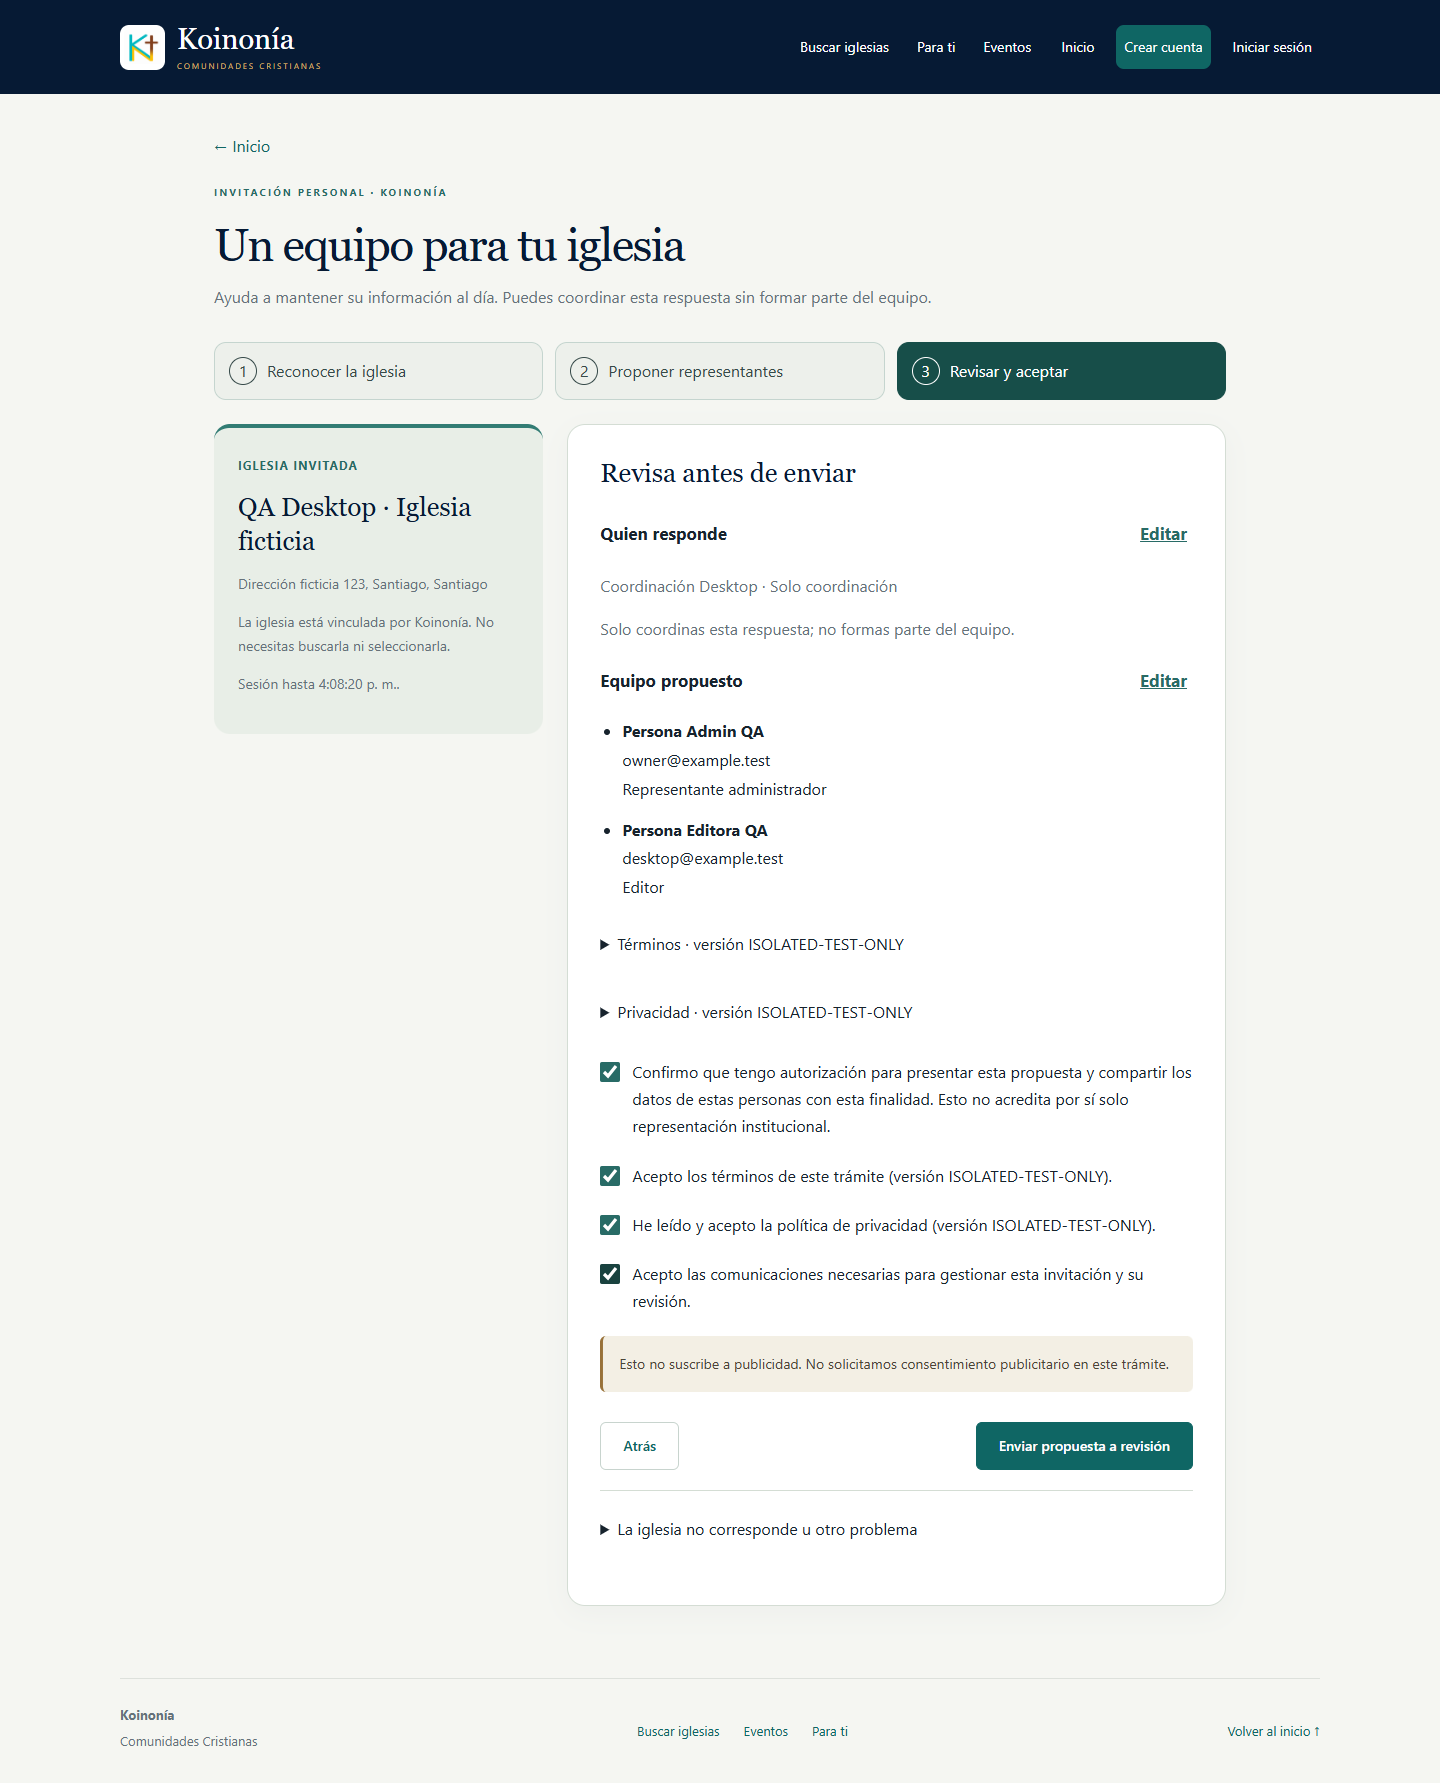 Koinonía
COMUNIDADES CRISTIANAS
Buscar iglesias
Para ti
Eventos
Inicio
Crear cuenta
Iniciar sesión
← Inicio
INVITACIÓN PERSONAL · KOINONÍA
Un equipo para tu iglesia
Ayuda a mantener su información al día. Puedes coordinar esta respuesta sin formar parte del equipo.
1 Reconocer la iglesia
2 Proponer representantes
3 Revisar y aceptar
IGLESIA INVITADA
QA Desktop · Iglesia
ficticia
Dirección ficticia 123, Santiago, Santiago
La iglesia está vinculada por Koinonía. No
necesitas buscarla ni seleccionarla.
Sesión hasta 4:08:20 p. m..
Revisa antes de enviar
Quien responde
Editar
Coordinación Desktop · Solo coordinación
Solo coordinas esta respuesta; no formas parte del equipo.
Equipo propuesto
Editar
• Persona Admin QA
owner@example.test
Representante administrador
• Persona Editora QA
desktop@example.test
Editor
▶ Términos · versión ISOLATED-TEST-ONLY
▶ Privacidad · versión ISOLATED-TEST-ONLY
Confirmo que tengo autorización para presentar esta propuesta y compartir los
datos de estas personas con esta finalidad. Esto no acredita por sí solo
representación institucional.
Acepto los términos de este trámite (versión ISOLATED-TEST-ONLY).
He leído y acepto la política de privacidad (versión ISOLATED-TEST-ONLY).
Acepto las comunicaciones necesarias para gestionar esta invitación y su
revisión.
Esto no suscribe a publicidad. No solicitamos consentimiento publicitario en este trámite.
Atrás
Enviar propuesta a revisión
▶ La iglesia no corresponde u otro problema
Koinonía
Comunidades Cristianas
Buscar iglesias
Eventos
Para ti
Volver al inicio ↑